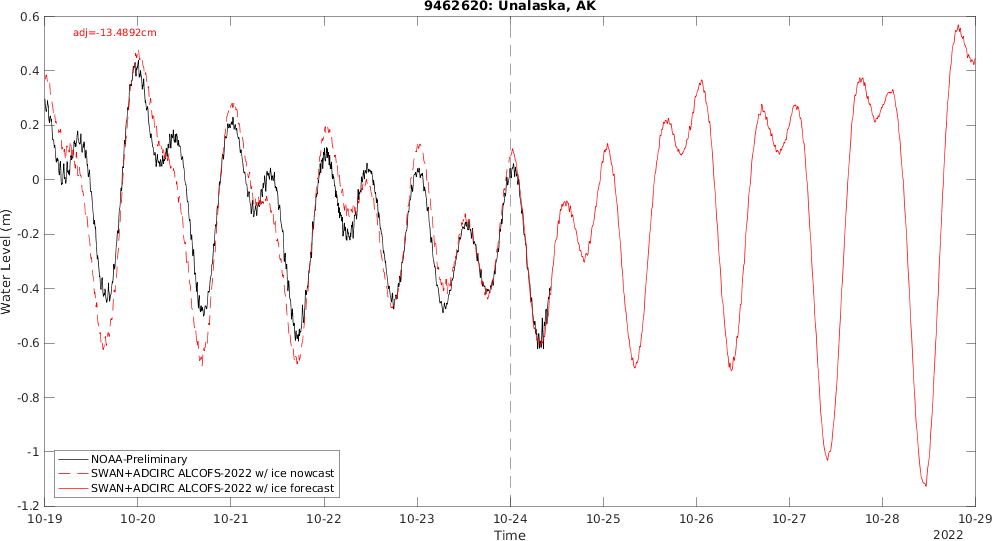 9462620: Unalaska, AK
adj=-13.4892cm
0.6
0.4
0.2
0
-0.2
-0.4
-0.6
-0.8
-1
-1.2
Water Level (m)
NOAA-Preliminary
SWAN+ADCIRC ALCOFS-2022 w/ ice nowcast
SWAN+ADCIRC ALCOFS-2022 w/ ice forecast
10-19 10-20 10-21 10-22 10-23 10-24 10-25 10-26 10-27 10-28 10-29
Time
2022